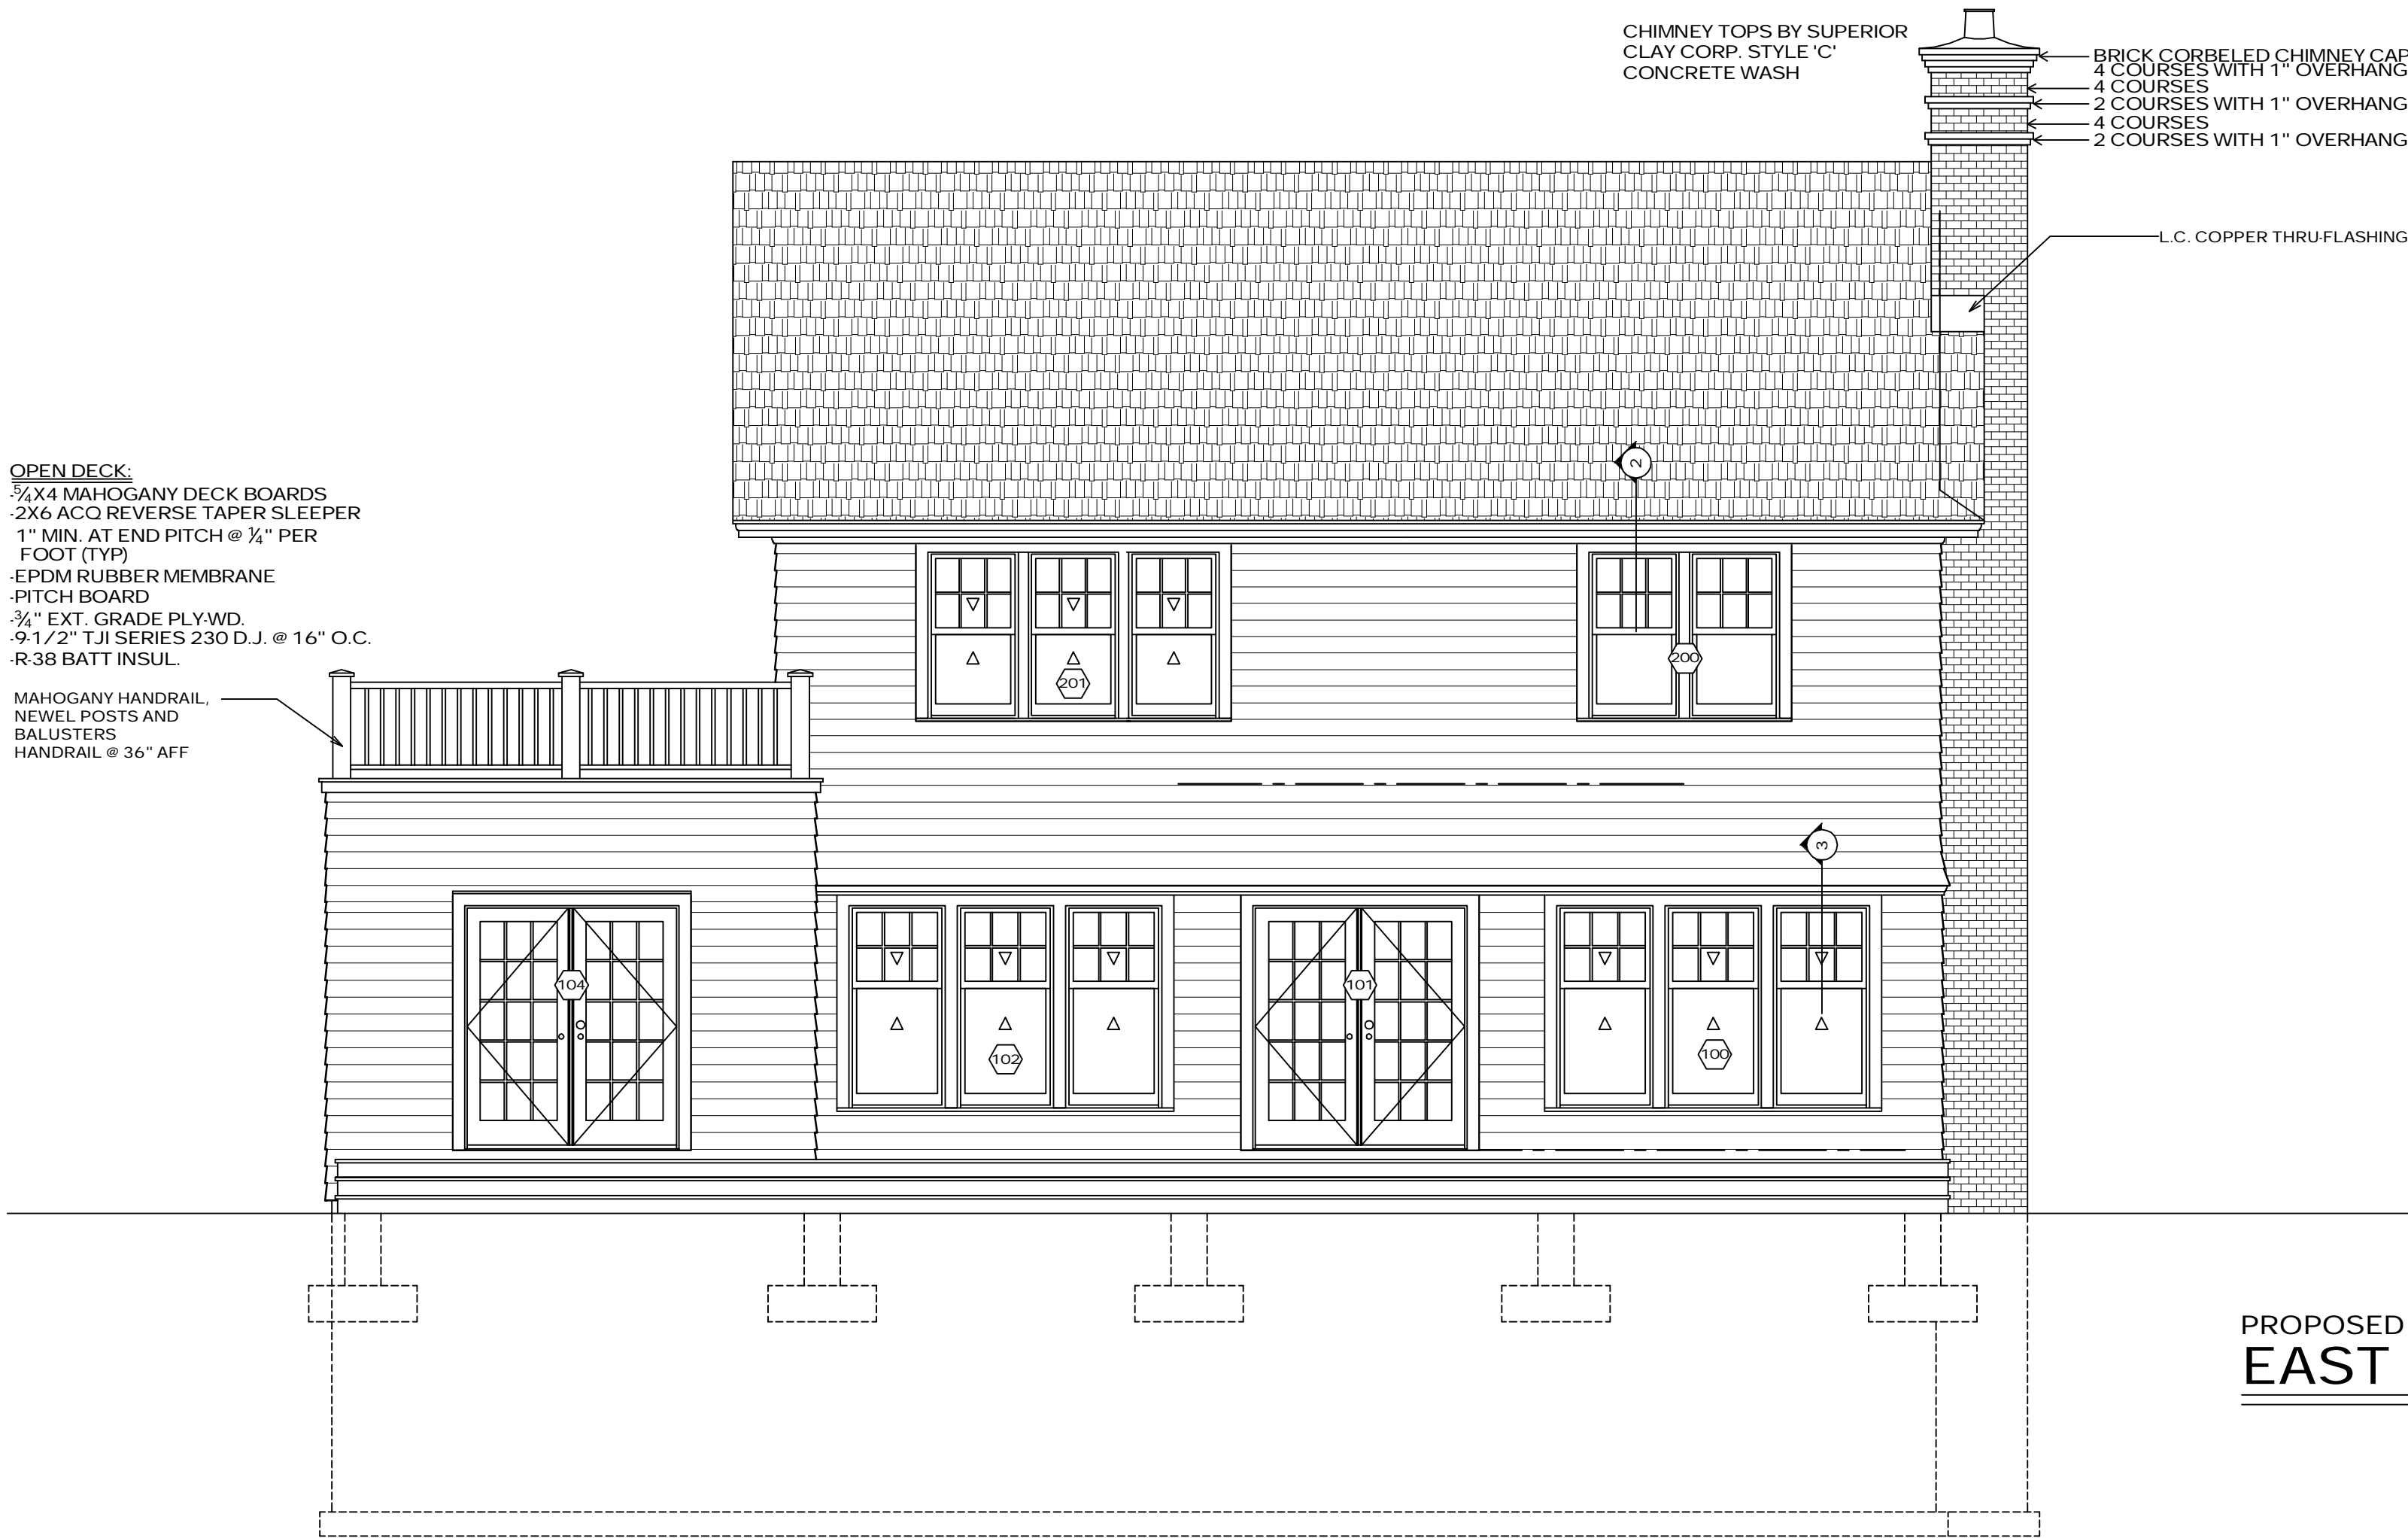 CHIMNEY TOPS BY SUPERIOR
CLAY CORP. STYLE 'C'
CONCRETE WASH
BRICK CORBELED CHIMNEY CAP
4 COURSES WITH 1" OVERHANG
4 COURSES
2 COURSES WITH 1" OVERHANG
4 COURSES
2 COURSES WITH 1" OVERHANG
L.C. COPPER THRU-FLASHING
OPEN DECK:
-5/4X4 MAHOGANY DECK BOARDS
-2X6 ACQ REVERSE TAPER SLEEPER
1" MIN. AT END PITCH @ 1/4" PER
FOOT (TYP)
-EPDM RUBBER MEMBRANE
-PITCH BOARD
-3/4" EXT. GRADE PLY-WD.
-9-1/2" TJI SERIES 230 D.J. @ 16" O.C.
-R-38 BATT INSUL.
MAHOGANY HANDRAIL,
NEWEL POSTS AND
BALUSTERS
HANDRAIL @ 36" AFF
2
200
201
3
104
101
102
100
PROPOSED
EAST